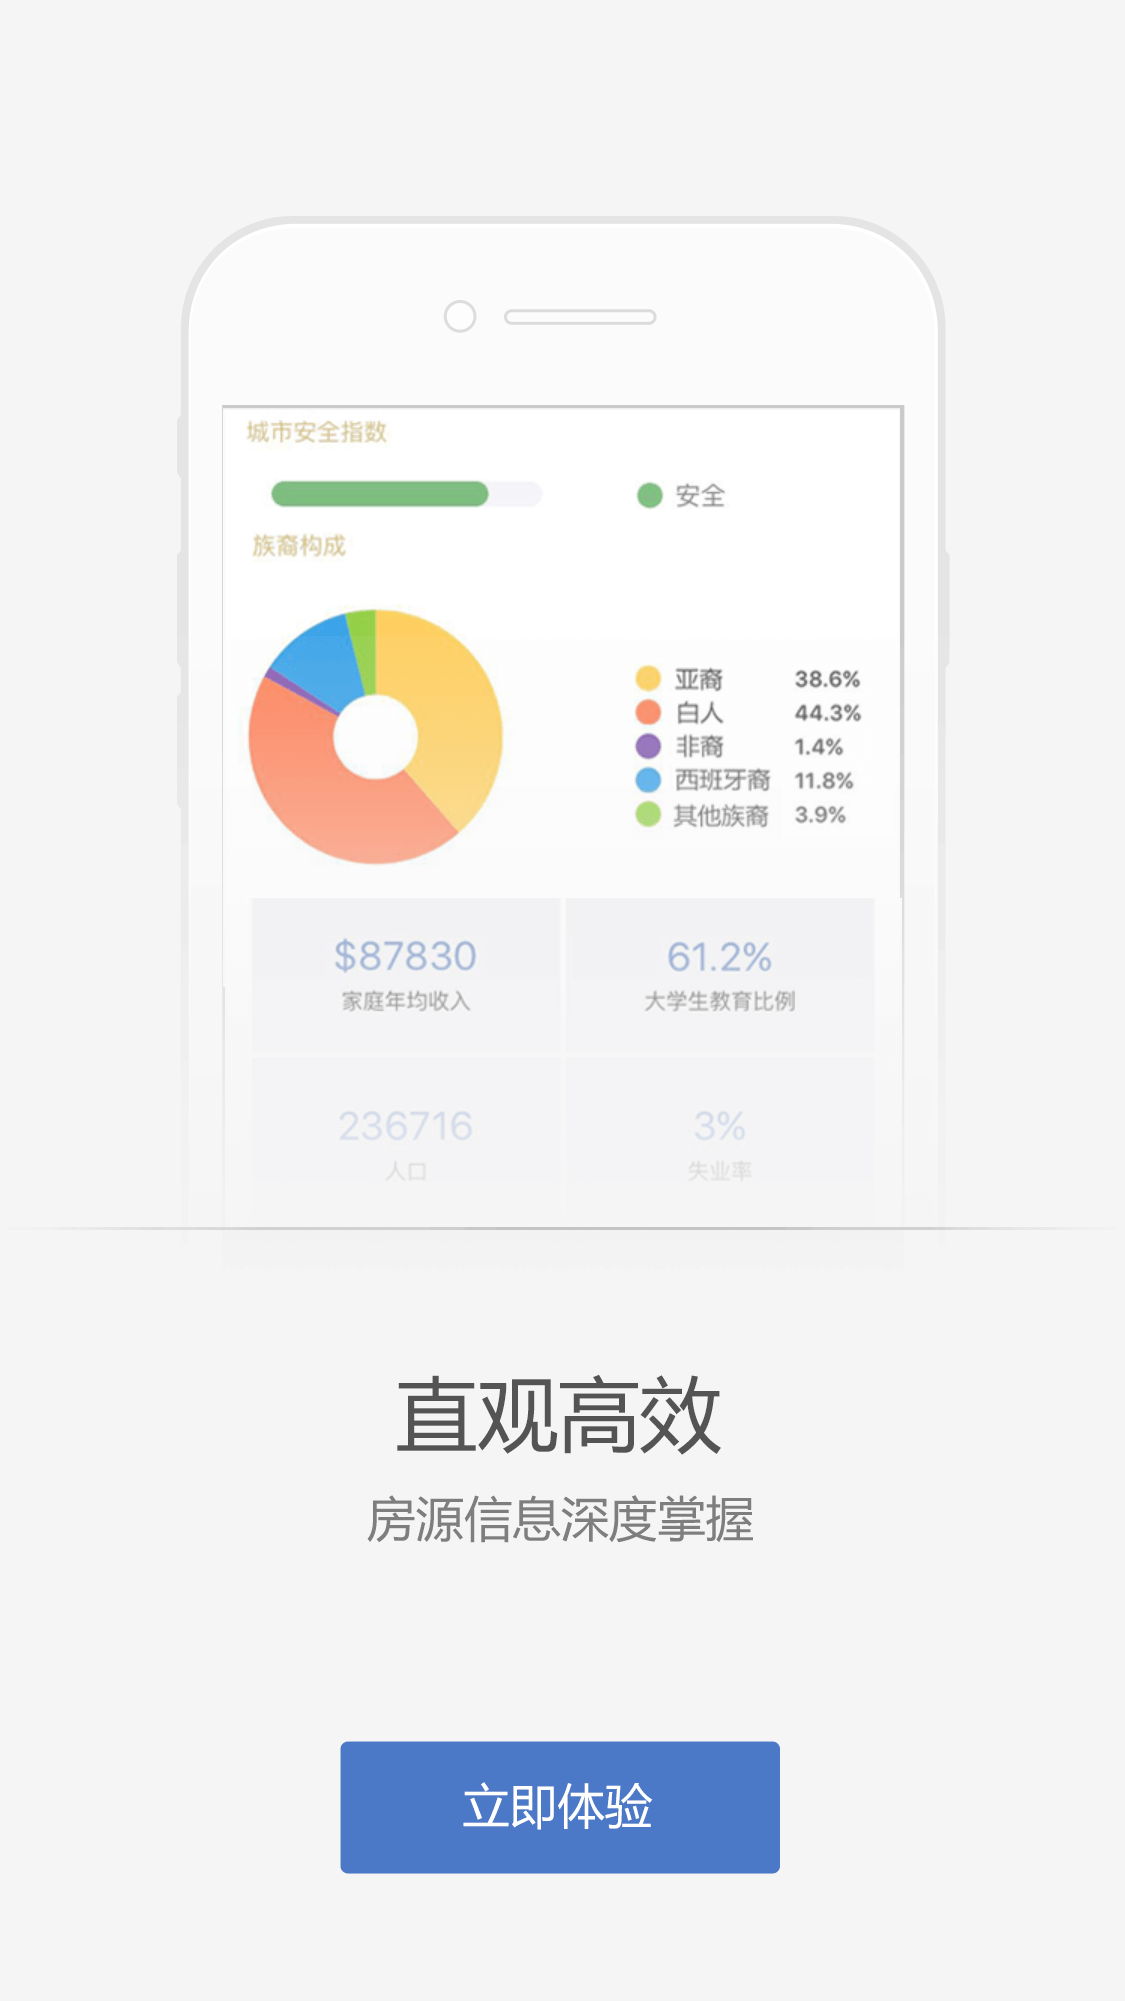 城市安全指数
安全
族裔构成
亚裔 38.6%
白人 44.3%
非裔 1.4%
西班牙裔 11.8%
其他族裔 3.9%
$87830 61.2%
家庭年均收入 大学生教育比例
236716 3%
人口 失业率
直观高效
房源信息深度掌握
立即体验